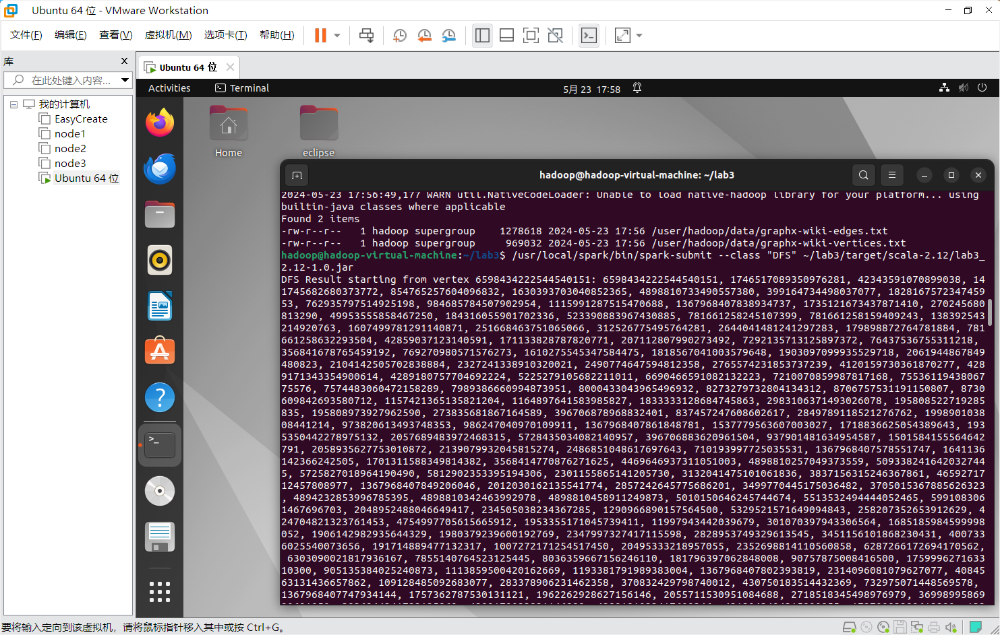 Ubuntu 64 位 - VMware Workstation
文件(F) 编辑(E) 查看(V) 虚拟机(M) 选项卡(T) 帮助(H)
库
在此处键入内容...
我的计算机
EasyCreate
node1
node2
node3
Ubuntu 64 位
Ubuntu 64 位
Activities Terminal 5月 23 17:58
Home
eclipse
hadoop@hadoop-virtual-machine: ~/lab3
2024-05-23 17:56:49,177 WARN util.NativeCodeLoader: Unable to load native-hadoop library for your platform... using
builtin-java classes where applicable
Found 2 items
-rw-r--r-- 1 hadoop supergroup 1278618 2024-05-23 17:56 /user/hadoop/data/graphx-wiki-edges.txt
-rw-r--r-- 1 hadoop supergroup 969032 2024-05-23 17:56 /user/hadoop/data/graphx-wiki-vertices.txt
hadoop@hadoop-virtual-machine:~/lab3$ /usr/local/spark/bin/spark-submit --class "DFS" ~/lab3/target/scala-2.12/lab3_
2.12-1.0.jar
DFS Result starting from vertex 6598434222544540151: 6598434222544540151, 1746517089350976281, 42343591070899038, 14
1745682680373772, 854765257604096832, 1630393703040852365, 4898810733490557380, 399164734498037077, 1828167572347459
53, 762935797514925198, 984685784507902954, 1115991287515470688, 1367968407838934737, 1735121673437871410, 270245680
813290, 49953555858467250, 184316055901702336, 523390883967430885, 781661258245107399, 781661258159409243, 138392543
214920763, 1607499781291140871, 251668463751065066, 312526775495764281, 2644041481241297283, 179898872764781884, 781
661258632293504, 42859037123140591, 171133828787820771, 207112807990273492, 7292135713125897372, 76437536755311218,
356841678765459192, 769270980571576273, 1610275545347584475, 1818567041003579648, 1903097099935529718, 2061944867849
480823, 2104142505702838884, 2327241338910320021, 2490774647594812358, 2765574231853737239, 4120159730361870277, 428
9171343354900614, 4289180757704692224, 5225279105682211011, 6690466591082132223, 7210070859987817168, 75536119438067
75576, 7574483060472158289, 7989386660994873951, 8000433043965496932, 8273279732804134312, 8706757531191150807, 8730
609842693580712, 1157421365135821204, 1164897641583985827, 1833333128684745863, 2983106371493026078, 195808522719285
835, 195808973927962590, 273835681867164589, 396706878968832401, 837457247608602617, 2849789118521276762, 1998901038
08441214, 973820613493748353, 986247040970109911, 1367968407861848781, 1537779563607003027, 1718836625054389643, 193
5350442278975132, 2057689483972468315, 5728435034082140957, 396706883620961504, 937901481634954587, 1501584155564642
791, 2058935627753010872, 2139079932045815274, 2486851048617697643, 710193997725035531, 1367968407578551747, 1641136
142366242505, 1701311588349814382, 3568414770876271625, 4469646937311051003, 4898810257049373559, 509338241642032744
5, 5725827018964190490, 5812902353395194306, 2301155865141205730, 3132041475101061836, 3837156315246367861, 46592717
12457808977, 1367968407849206046, 2012030162135541774, 2857242645775686201, 3499770445175036482, 3705015367885626323
, 4894232853996785395, 4898810342463992978, 4898810458911249873, 5010150646245744674, 5513532494444052465, 599108306
1467696703, 2048952488046649417, 234505038234367285, 1290966890157564500, 5329521571649094843, 258207352653912629, 4
247048213237​61453, 4754997705615665912, 1953355171045739411, 11997943442039679, 301070397943306564, 1685185984599998
052, 1906142982935644329, 1980379239600192769, 2347997327417115598, 2828953749329613545, 3451156101868230431, 400733
6025540073656, 191714889477132317, 1007272171254517450, 20495333218957055, 2352698814110560858, 6287266172694170562,
6303090021817936167, 7855140764523125445, 8036359667156246110, 181796397062848008, 90757875008416500, 1759996271633
10300, 905135384025240873, 1113859500420162669, 1193381791989383004, 1367968407802393819, 2314096081079627077, 40845
63131436657862, 1091284850926830​77, 283378906231462358, 370832429798740012, 430750183514432369, 732975071448569578,
1367968407747934144, 1757362787530131121, 1962262928627156146, 2055711530951084688, 2718518345498976979, 36998995869
要将输入定向到该虚拟机，请将鼠标指针移入其中或按 Ctrl+G。